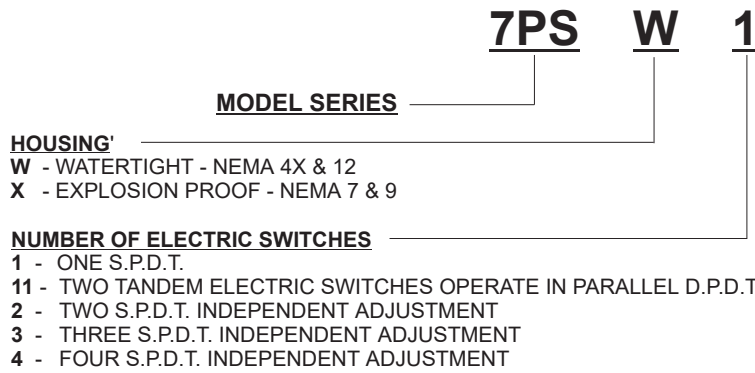 7PS W 1
MODEL SERIES
HOUSING'
W - WATERTIGHT - NEMA 4X & 12
X - EXPLOSION PROOF - NEMA 7 & 9
NUMBER OF ELECTRIC SWITCHES
1 - ONE S.P.D.T.
11 - TWO TANDEM ELECTRIC SWITCHES OPERATE IN PARALLEL D.P.D.T
2 - TWO S.P.D.T. INDEPENDENT ADJUSTMENT
3 - THREE S.P.D.T. INDEPENDENT ADJUSTMENT
4 - FOUR S.P.D.T. INDEPENDENT ADJUSTMENT